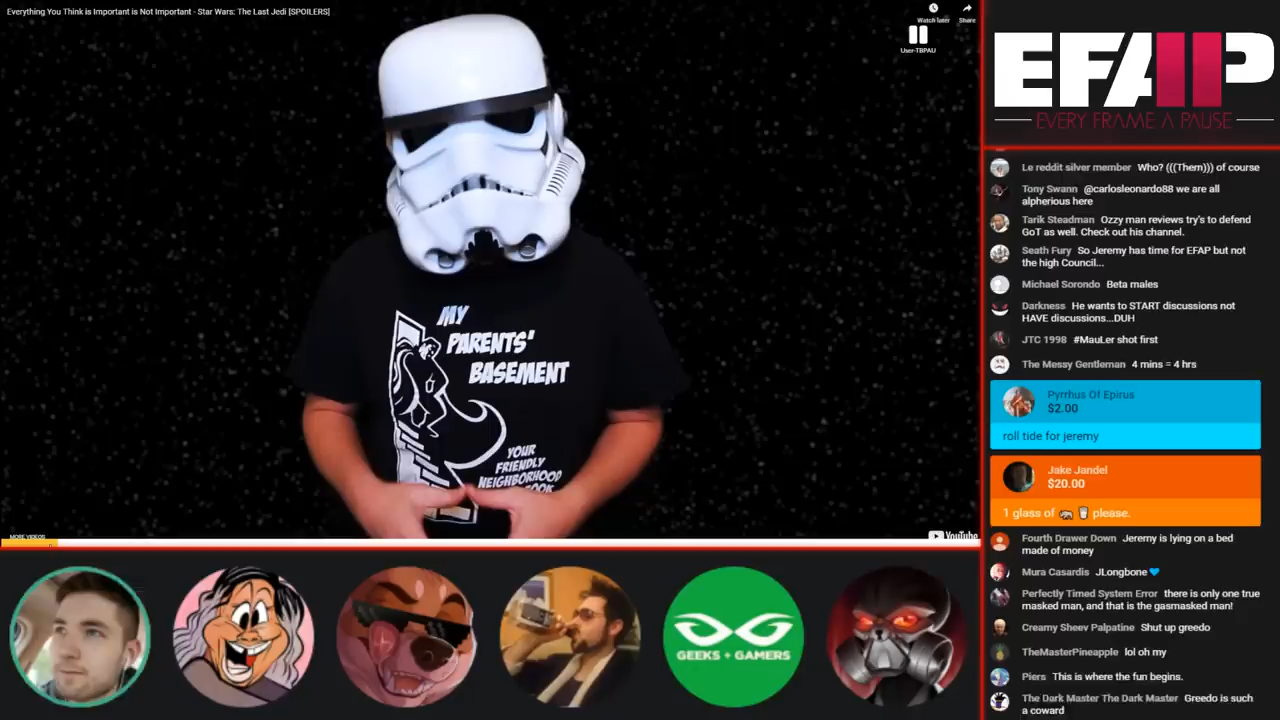 Everything You Think is Important is Not Important - Star Wars: The Last Jedi [SPOILERS]
Watch later
Share
User-TBPAU
MY
PARENTS'
BASEMENT
YOUR
FRIENDLY
NEIGHBORHOOD
MORE VIDEOS
YouTube
EFAP
EVERY FRAME A PAUSE
Le reddit silver member Who? (((Them))) of course
Tony Swann @carlosleonardo88 we are all
alpherious here
Tarik Steadman Ozzy man reviews try's to defend
GoT as well. Check out his channel.
Seath Fury So Jeremy has time for EFAP but not
the high Council...
Michael Sorondo Beta males
Darkness He wants to START discussions not
HAVE discussions...DUH
JTC 1998 #MauLer shot first
The Messy Gentleman 4 mins = 4 hrs
Pyrrhus Of Epirus
$2.00
roll tide for jeremy
Jake Jandel
$20.00
1 glass of please.
Fourth Drawer Down Jeremy is lying on a bed
made of money
Mura Casardis JLongbone
Perfectly Timed System Error there is only one true
masked man, and that is the gasmasked man!
Creamy Sheev Palpatine Shut up greedo
TheMasterPineapple lol oh my
Piers This is where the fun begins.
The Dark Master The Dark Master Greedo is such
a coward
GEEKS + GAMERS